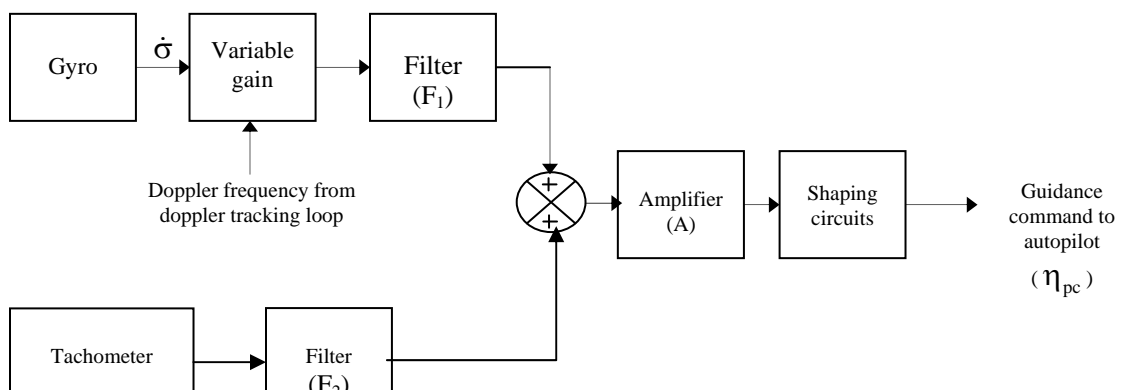 Gyro
σ̇
Variable
gain
Filter
(F₁)
Doppler frequency from
doppler tracking loop
+
+
Amplifier
(A)
Shaping
circuits
Guidance
command to
autopilot
( η_pc )
Tachometer
Filter
(F₂)